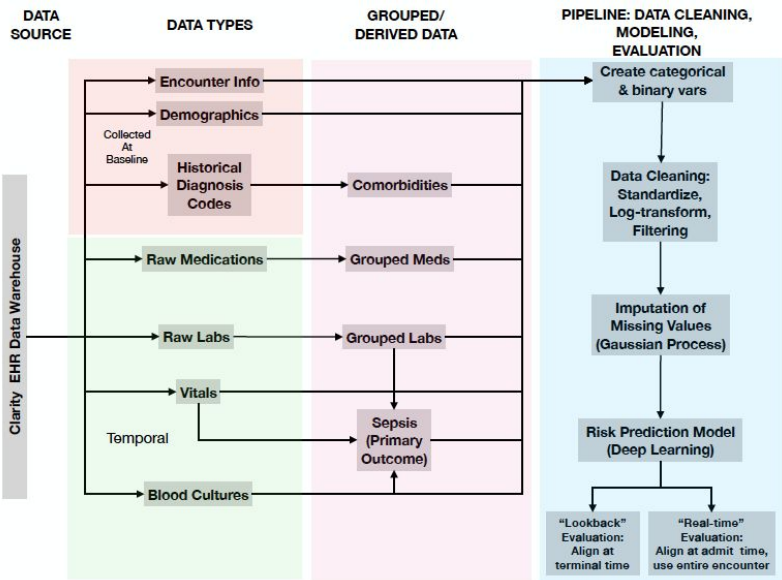 DATA
SOURCE
DATA TYPES
GROUPED/
DERIVED DATA
PIPELINE: DATA CLEANING,
MODELING,
EVALUATION
Clarity EHR Data Warehouse
Encounter Info
Demographics
Collected
At
Baseline
Historical
Diagnosis
Codes
Comorbidities
Raw Medications
Grouped Meds
Raw Labs
Grouped Labs
Vitals
Temporal
Sepsis
(Primary
Outcome)
Blood Cultures
Create categorical
& binary vars
Data Cleaning:
Standardize,
Log-transform,
Filtering
Imputation of
Missing Values
(Gaussian Process)
Risk Prediction Model
(Deep Learning)
“Lookback”
Evaluation:
Align at
terminal time
“Real-time”
Evaluation:
Align at admit time,
use entire encounter